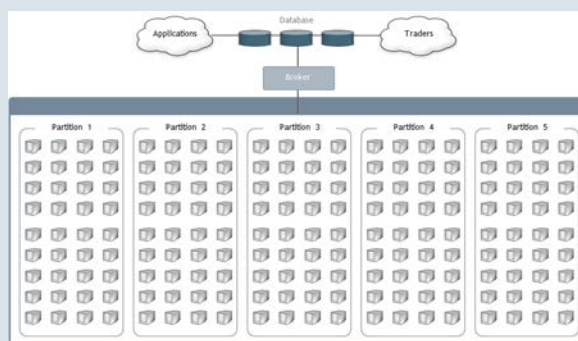 Database
Applications
Traders
Broker
Partition 1
Partition 2
Partition 3
Partition 4
Partition 5